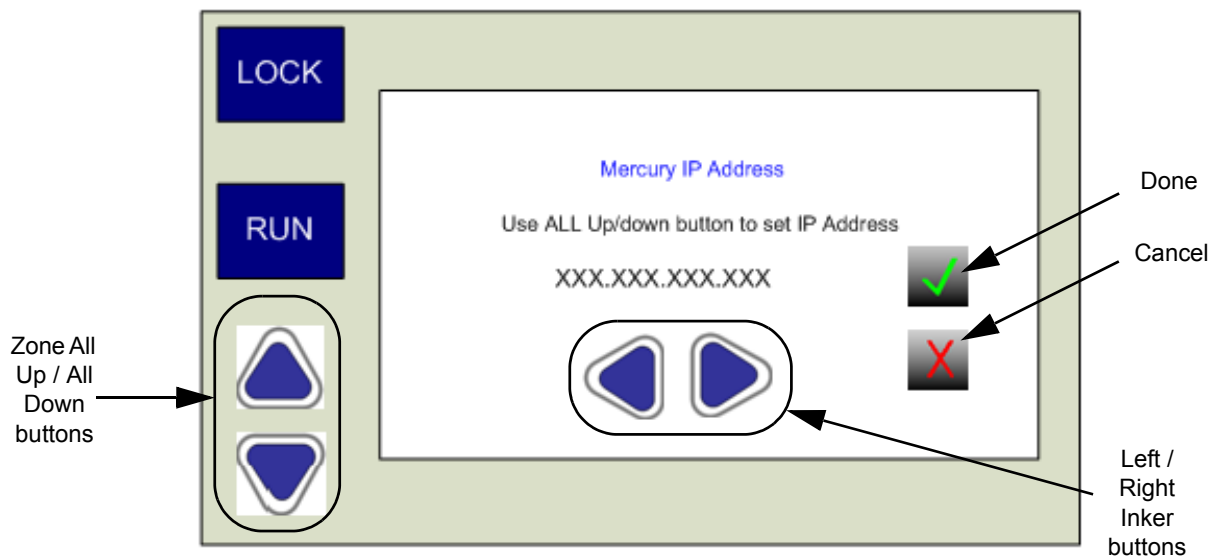 LOCK
RUN
Mercury IP Address
Use ALL Up/down button to set IP Address
XXX.XXX.XXX.XXX
X
Done
Cancel
Zone All
Up / All
Down
buttons
Left /
Right
Inker
buttons